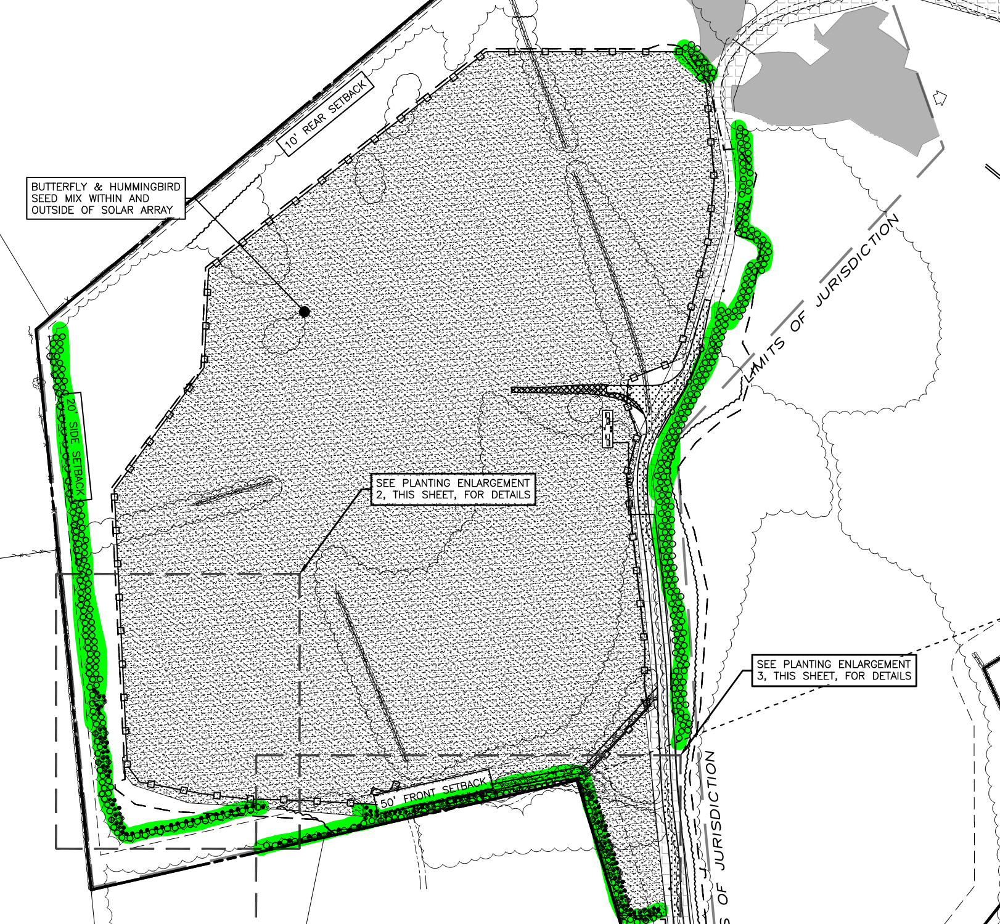 10' REAR SETBACK
BUTTERFLY & HUMMINGBIRD
SEED MIX WITHIN AND
OUTSIDE OF SOLAR ARRAY
LIMITS OF JURISDICTION
20' SIDE SETBACK
SEE PLANTING ENLARGEMENT
2, THIS SHEET, FOR DETAILS
SEE PLANTING ENLARGEMENT
3, THIS SHEET, FOR DETAILS
50' FRONT SETBACK
S OF JURISDICTION